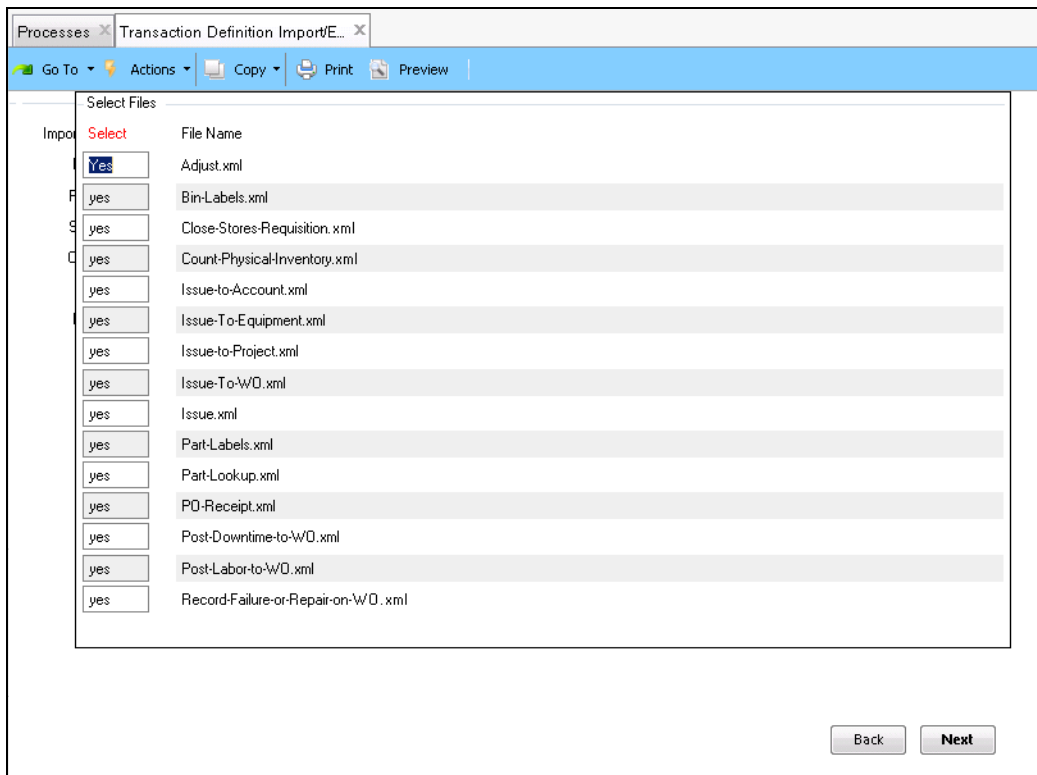 Processes Transaction Definition Import/E...
Go To Actions Copy Print Preview
Select Files
Impor Select File Name
Yes Adjust.xml
F yes Bin-Labels.xml
S yes Close-Stores-Requisition.xml
yes Count-Physical-Inventory.xml
yes Issue-to-Account.xml
yes Issue-To-Equipment.xml
yes Issue-to-Project.xml
yes Issue-To-WO.xml
yes Issue.xml
yes Part-Labels.xml
yes Part-Lookup.xml
yes PO-Receipt.xml
yes Post-Downtime-to-WO.xml
yes Post-Labor-to-WO.xml
yes Record-Failure-or-Repair-on-WO.xml
Back Next